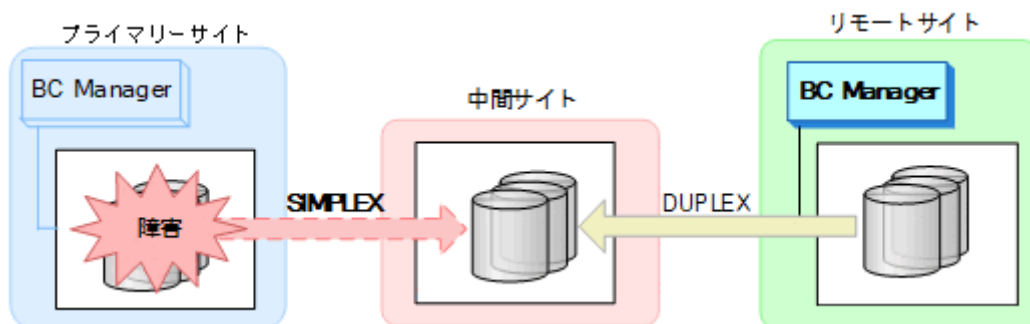 プライマリーサイト
リモートサイト
BC Manager
中間サイト
BC Manager
障害
SIMPLEX
DUPLEX